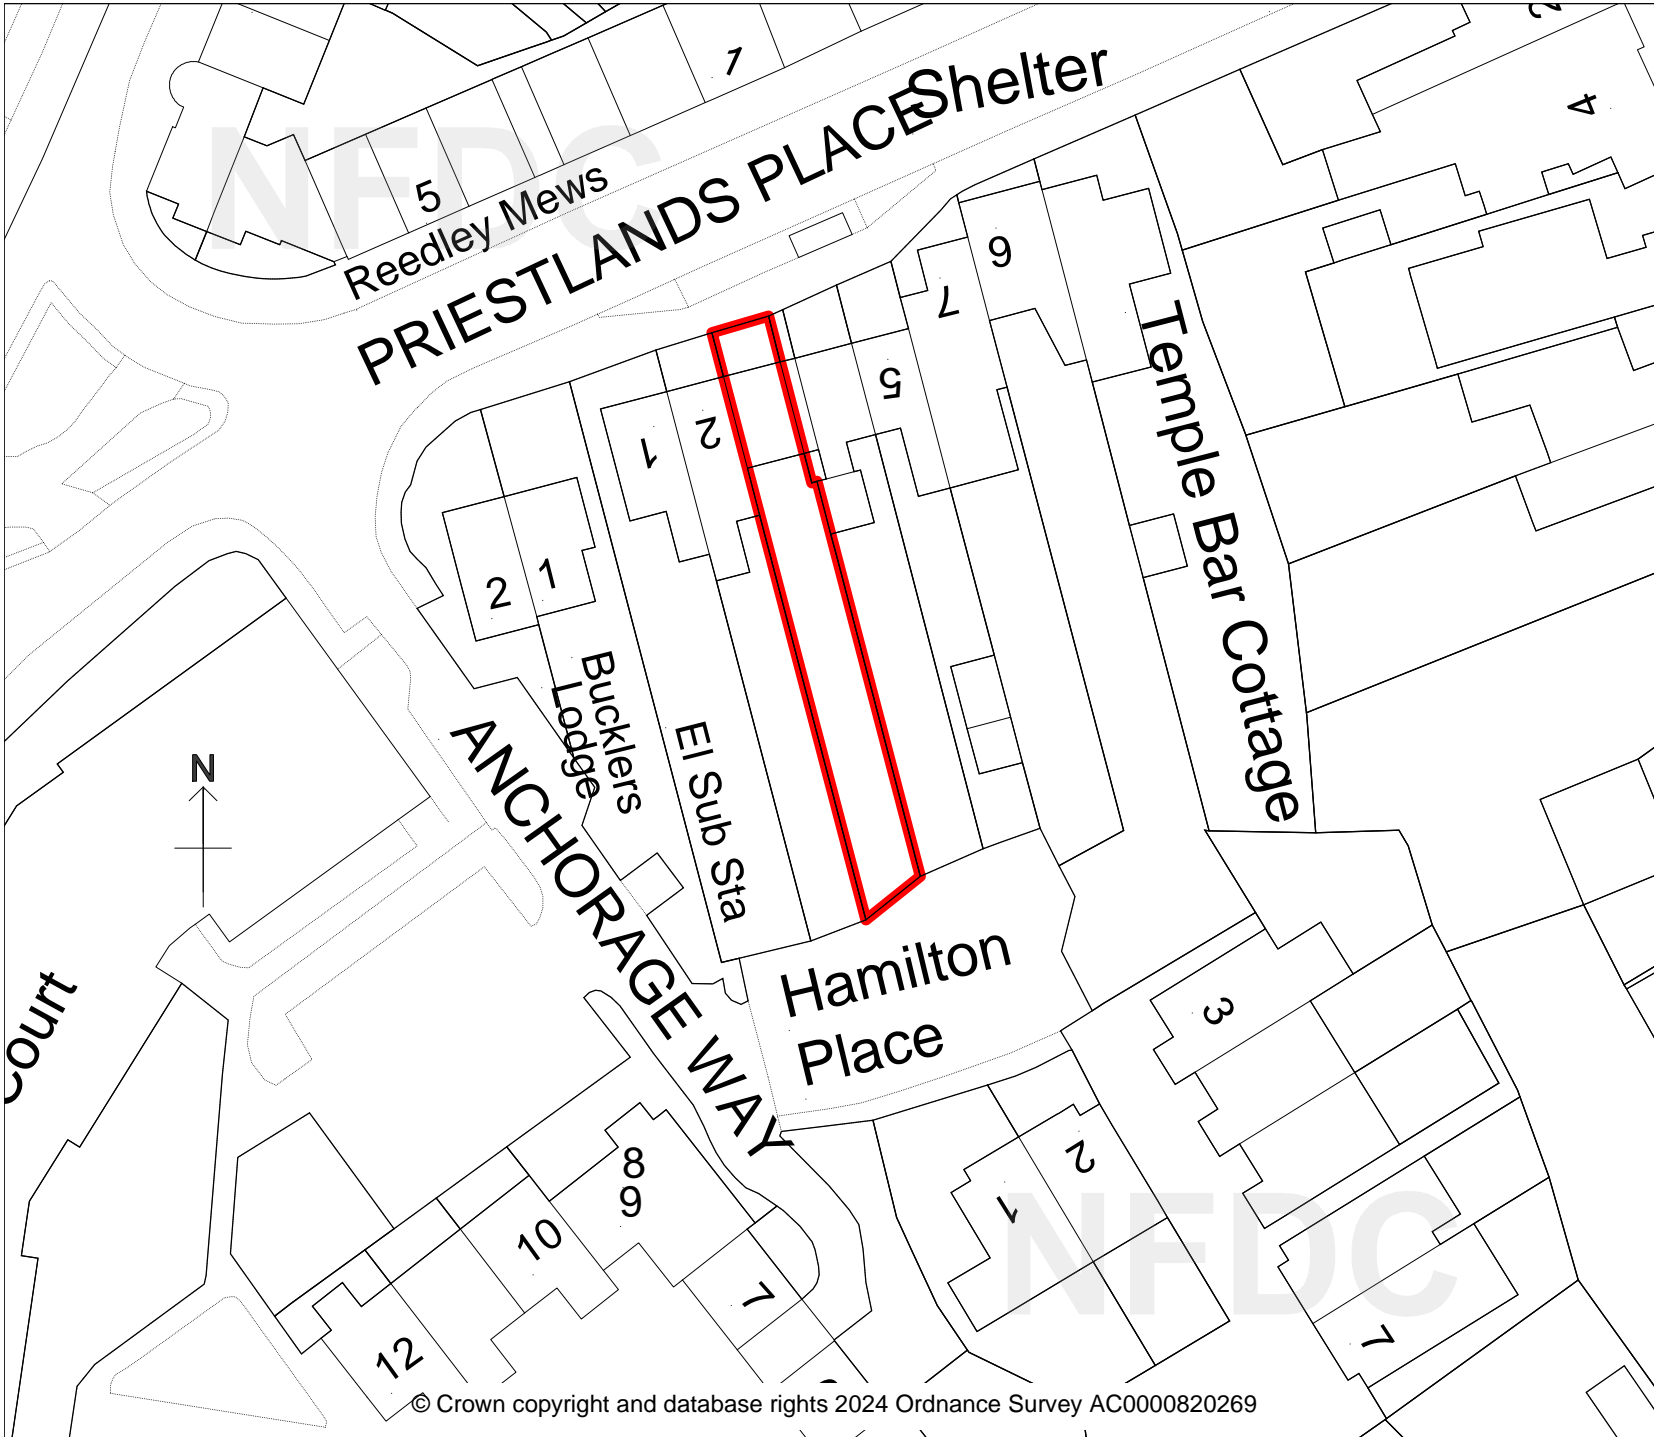 1
2
4
Shelter
NFDC
5
Reedley Mews
PRIESTLANDS PLACE
6
7
5
1
2
2
1
Temple Bar Cottage
Bucklers
Lodge
El Sub Sta
N
ANCHORAGE WAY
Hamilton
Place
Court
3
2
1
NFDC
8
9
10
7
12
7
© Crown copyright and database rights 2024 Ordnance Survey AC0000820269